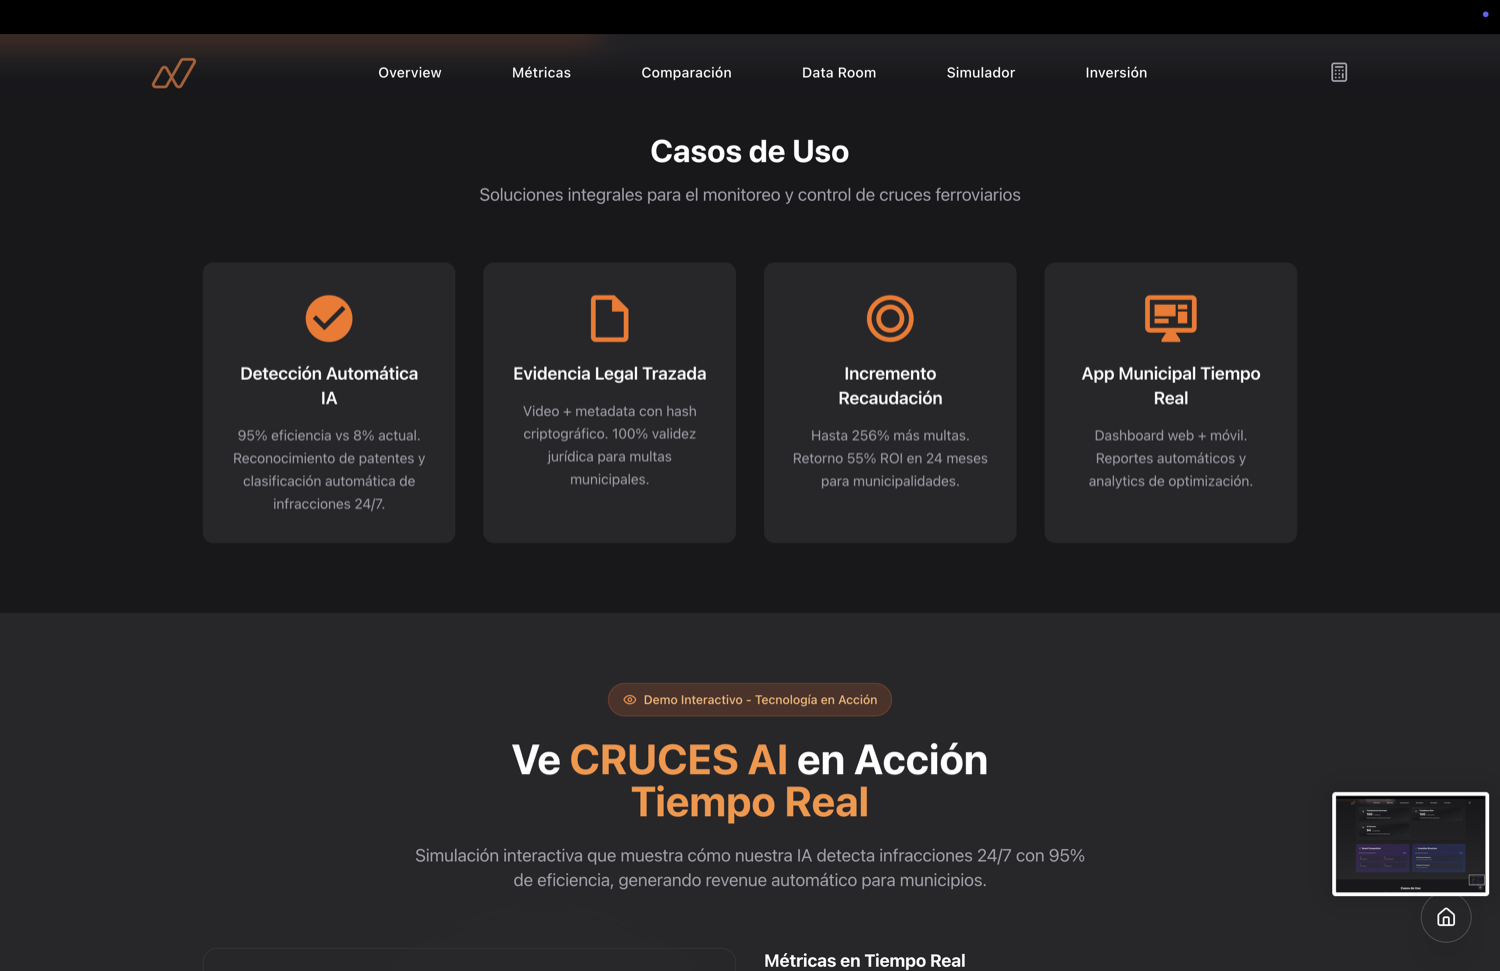 Overview
Métricas
Comparación
Data Room
Simulador
Inversión
Casos de Uso
Soluciones integrales para el monitoreo y control de cruces ferroviarios
Detección Automática
IA
95% eficiencia vs 8% actual.
Reconocimiento de patentes y
clasificación automática de
infracciones 24/7.
Evidencia Legal Trazada
Video + metadata con hash
criptográfico. 100% validez
jurídica para multas
municipales.
Incremento
Recaudación
Hasta 256% más multas.
Retorno 55% ROI en 24 meses
para municipalidades.
App Municipal Tiempo
Real
Dashboard web + móvil.
Reportes automáticos y
analytics de optimización.
Demo Interactivo - Tecnología en Acción
Ve CRUCES AI en Acción
Tiempo Real
Simulación interactiva que muestra cómo nuestra IA detecta infracciones 24/7 con 95%
de eficiencia, generando revenue automático para municipios.
Métricas en Tiempo Real
Casos de Uso